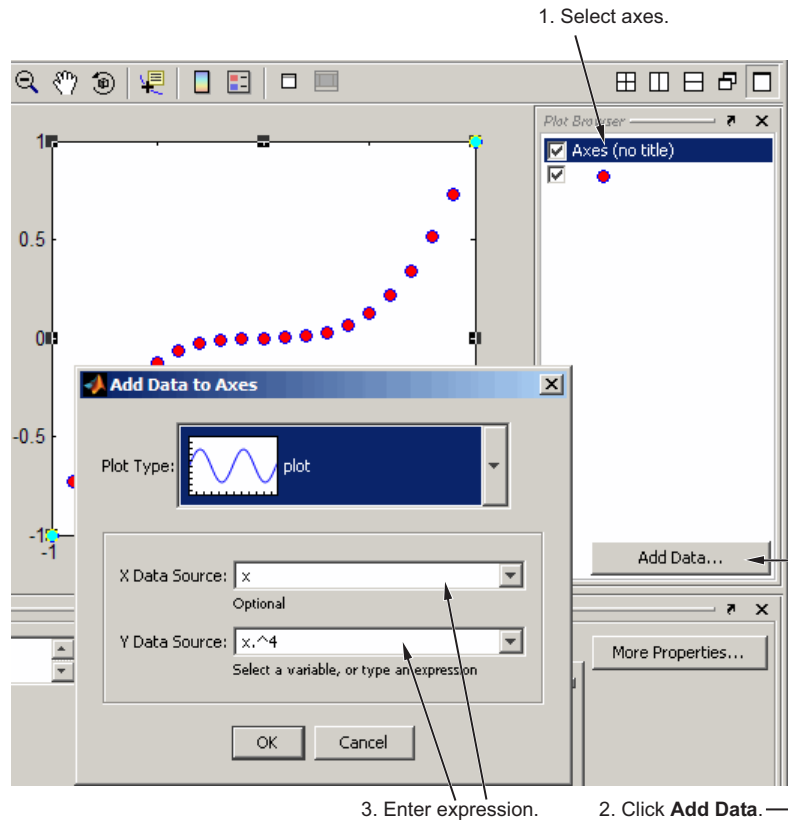 1. Select axes.
Plot Browser
1
Axes (no title)
0.5
0
Add Data to Axes
-0.5
Plot Type:
plot
-1
-1
Add Data...
X Data Source:
x
Optional
Y Data Source:
x.^4
More Properties...
Select a variable, or type an expression
OK
Cancel
3. Enter expression.
2. Click Add Data.